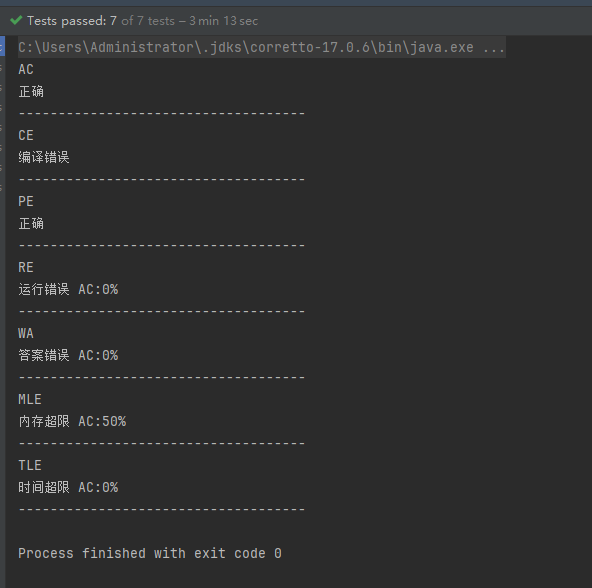 Tests passed: 7 of 7 tests – 3 min 13 sec
C:\Users\Administrator\.jdks\corretto-17.0.6\bin\java.exe ...
AC
正确
-----------------------------------
CE
编译错误
-----------------------------------
PE
正确
-----------------------------------
RE
运行错误 AC:0%
-----------------------------------
WA
答案错误 AC:0%
-----------------------------------
MLE
内存超限 AC:50%
-----------------------------------
TLE
时间超限 AC:0%
-----------------------------------
Process finished with exit code 0